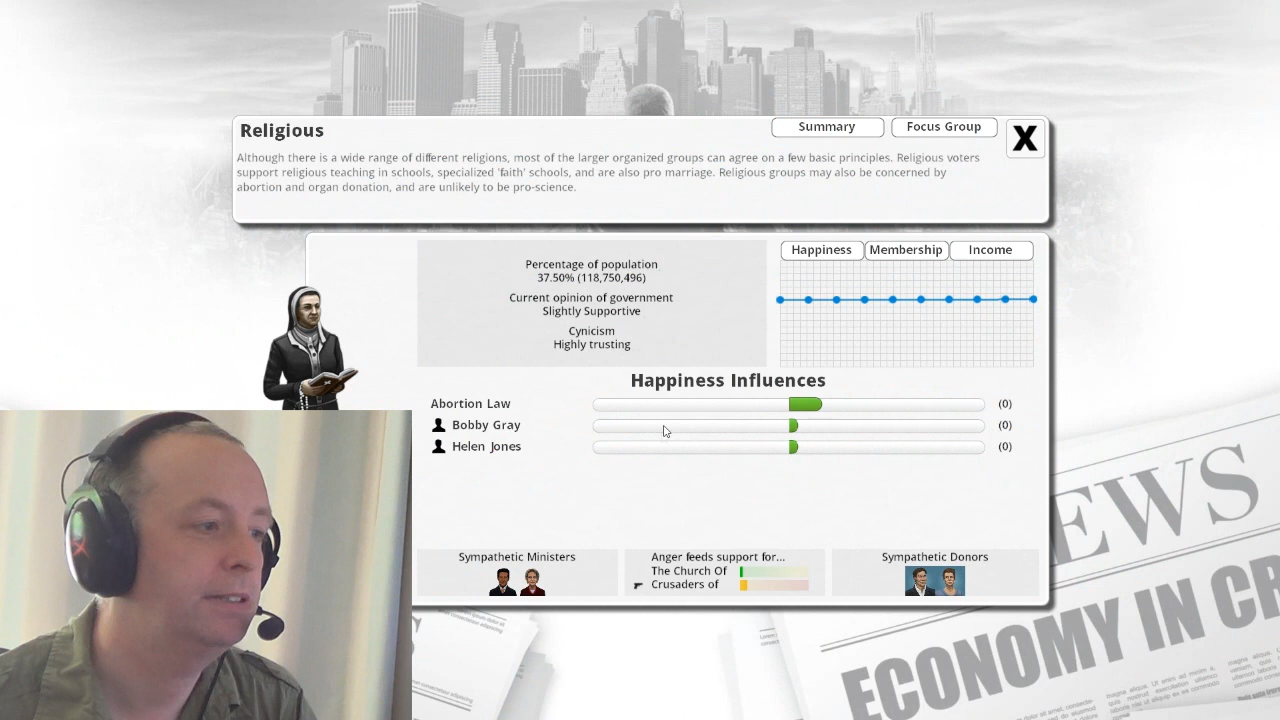 Religious
Summary
Focus Group
X
Although there is a wide range of different religions, most of the larger organized groups can agree on a few basic principles. Religious voters
support religious teaching in schools, specialized 'faith' schools, and are also pro marriage. Religious groups may also be concerned by
abortion and organ donation, and are unlikely to be pro-science.
Percentage of population
37.50% (118,750,496)
Current opinion of government
Slightly Supportive
Cynicism
Highly trusting
Happiness
Membership
Income
Happiness Influences
Abortion Law (0)
Bobby Gray (0)
Helen Jones (0)
Sympathetic Ministers
Anger feeds support for...
The Church Of
Crusaders of
Sympathetic Donors
EWS
ECONOMY IN CR